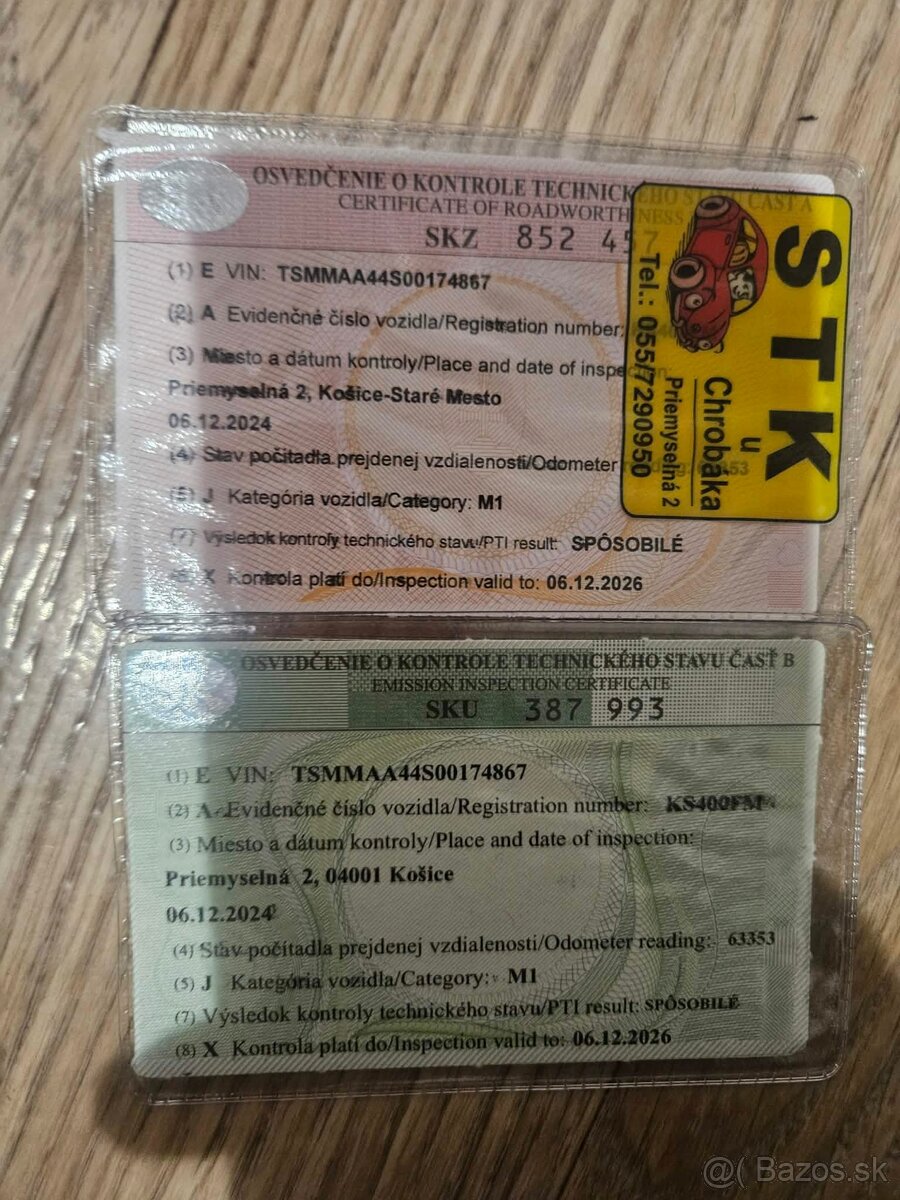 OSVEDČENIE O KONTROLE TECHNICKÉHO STAVU ČASŤ A
CERTIFICATE OF ROADWORTHINESS
SKZ 852 457
(1) E VIN: TSMMAA44S00174867
(2) A Evidenčné číslo vozidla/Registration number:
(3) Miesto a dátum kontroly/Place and date of inspection:
Priemyselná 2, Košice-Staré Mesto
06.12.2024
(4) Stav počítadla prejdenej vzdialenosti/Odometer reading: 63353
(5) J Kategória vozidla/Category: M1
(7) Výsledok kontroly technického stavu/PTI result: SPÔSOBILÉ
X Kontrola platí do/Inspection valid to: 06.12.2026
STK
u
Chrobáka
Priemyselná 2
Tel.: 055/7290950
OSVEDČENIE O KONTROLE TECHNICKÉHO STAVU ČASŤ B
EMISSION INSPECTION CERTIFICATE
SKU 387 993
(1) E VIN: TSMMAA44S00174867
(2) A Evidenčné číslo vozidla/Registration number: KS400FM
(3) Miesto a dátum kontroly/Place and date of inspection:
Priemyselná 2, 04001 Košice
06.12.2024
(4) Stav počítadla prejdenej vzdialenosti/Odometer reading: 63353
(5) J Kategória vozidla/Category: M1
(7) Výsledok kontroly technického stavu/PTI result: SPÔSOBILÉ
(8) X Kontrola platí do/Inspection valid to: 06.12.2026
@( Bazos.sk